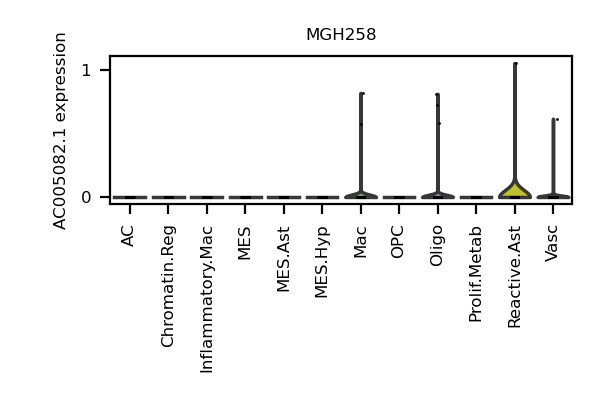 MGH258
AC005082.1 expression
1
0
AC
Chromatin.Reg
Inflammatory.Mac
MES
MES.Ast
MES.Hyp
Mac
OPC
Oligo
Prolif.Metab
Reactive.Ast
Vasc